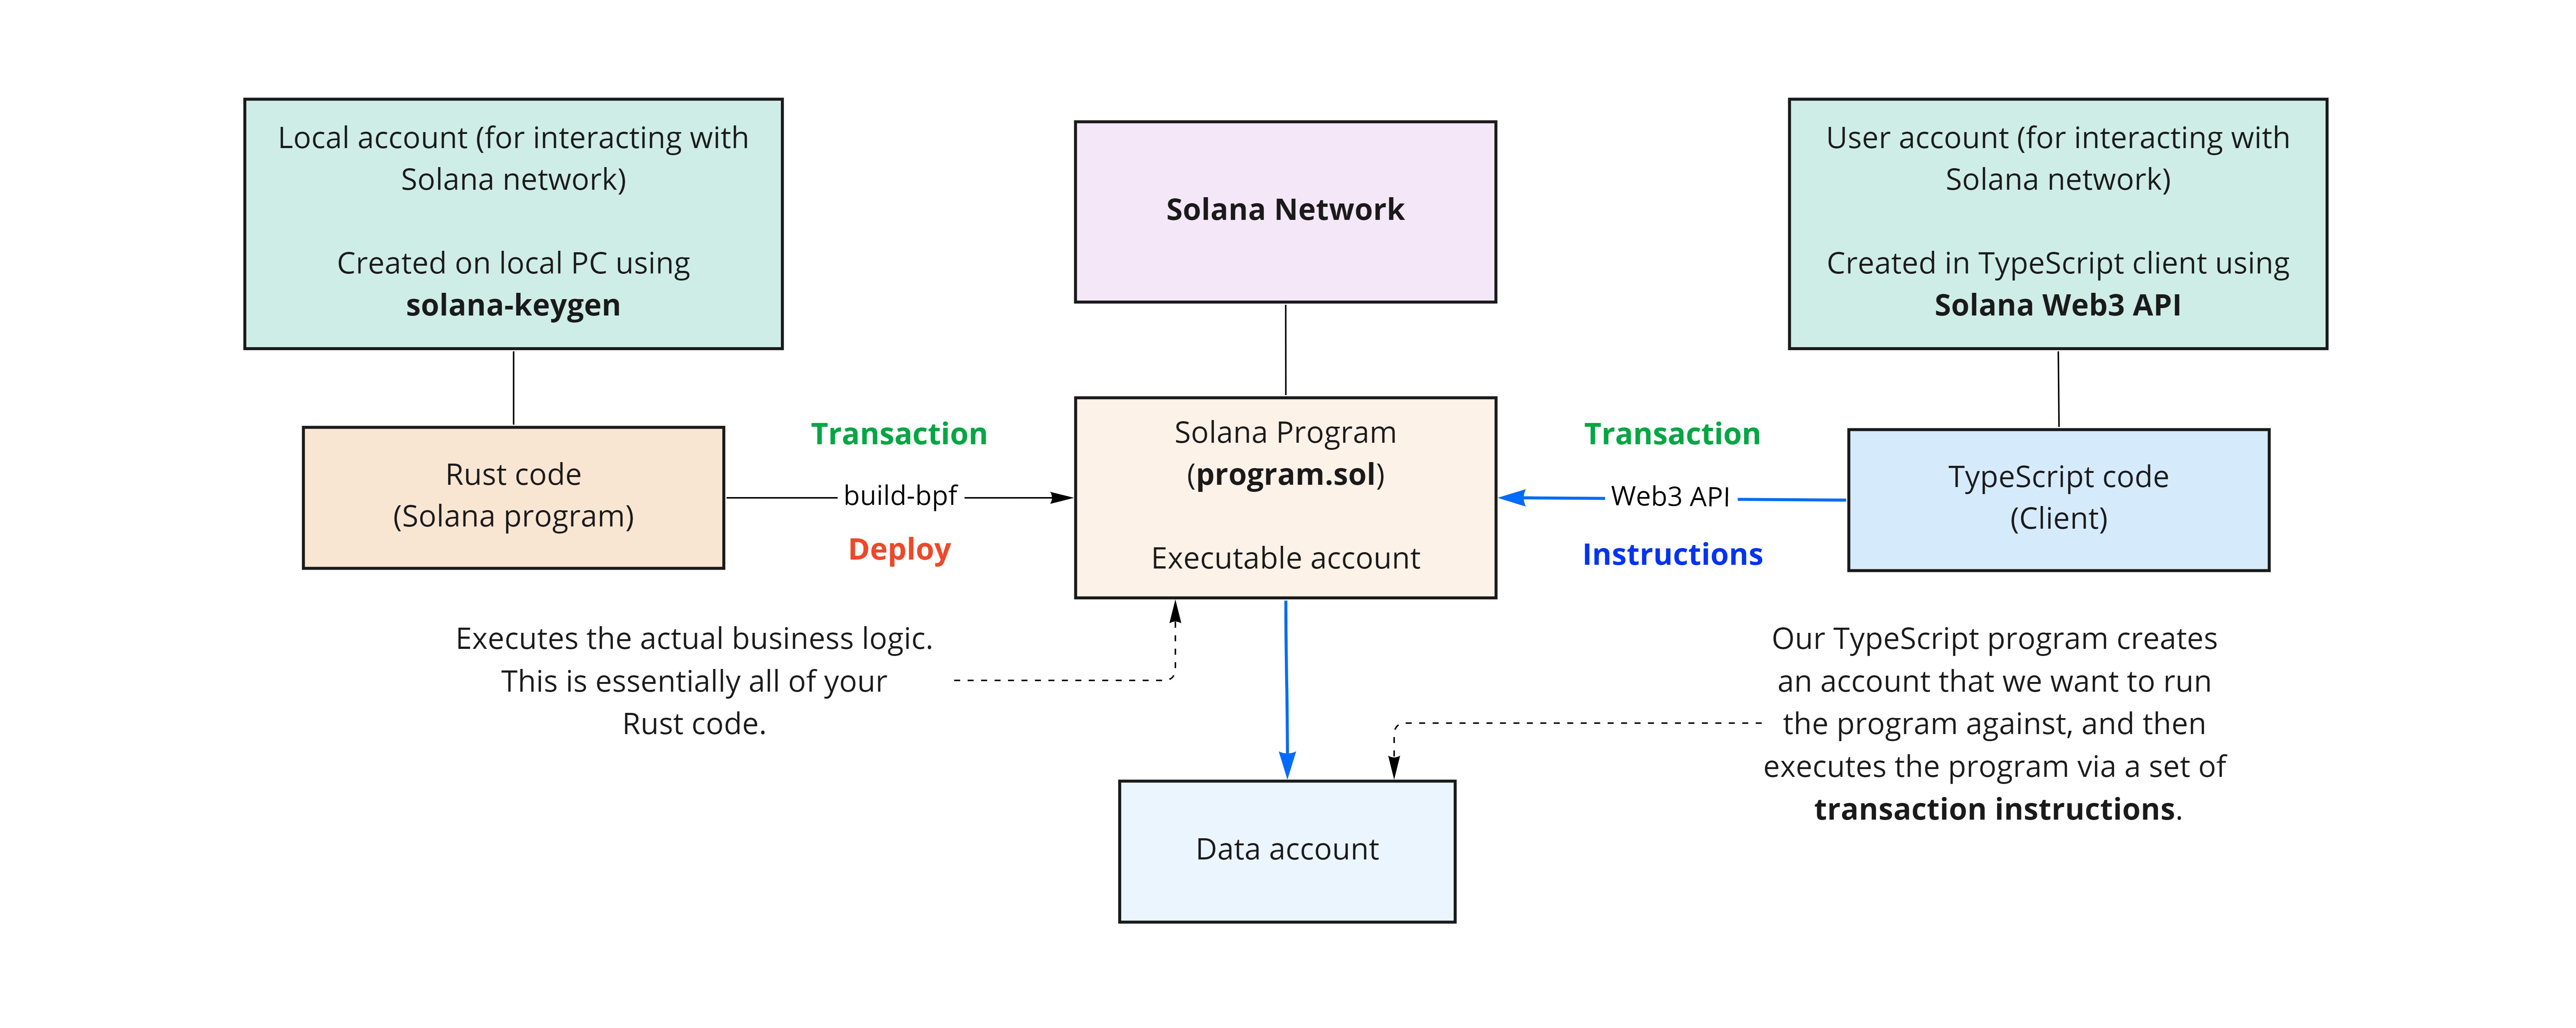 Local account (for interacting with
Solana network)
Created on local PC using
solana-keygen
Solana Network
User account (for interacting with
Solana network)
Created in TypeScript client using
Solana Web3 API
Rust code
(Solana program)
Transaction
build-bpf
Deploy
Solana Program
(program.sol)
Executable account
Transaction
Web3 API
Instructions
TypeScript code
(Client)
Executes the actual business logic.
This is essentially all of your
Rust code.
Our TypeScript program creates
an account that we want to run
the program against, and then
executes the program via a set of
transaction instructions.
Data account